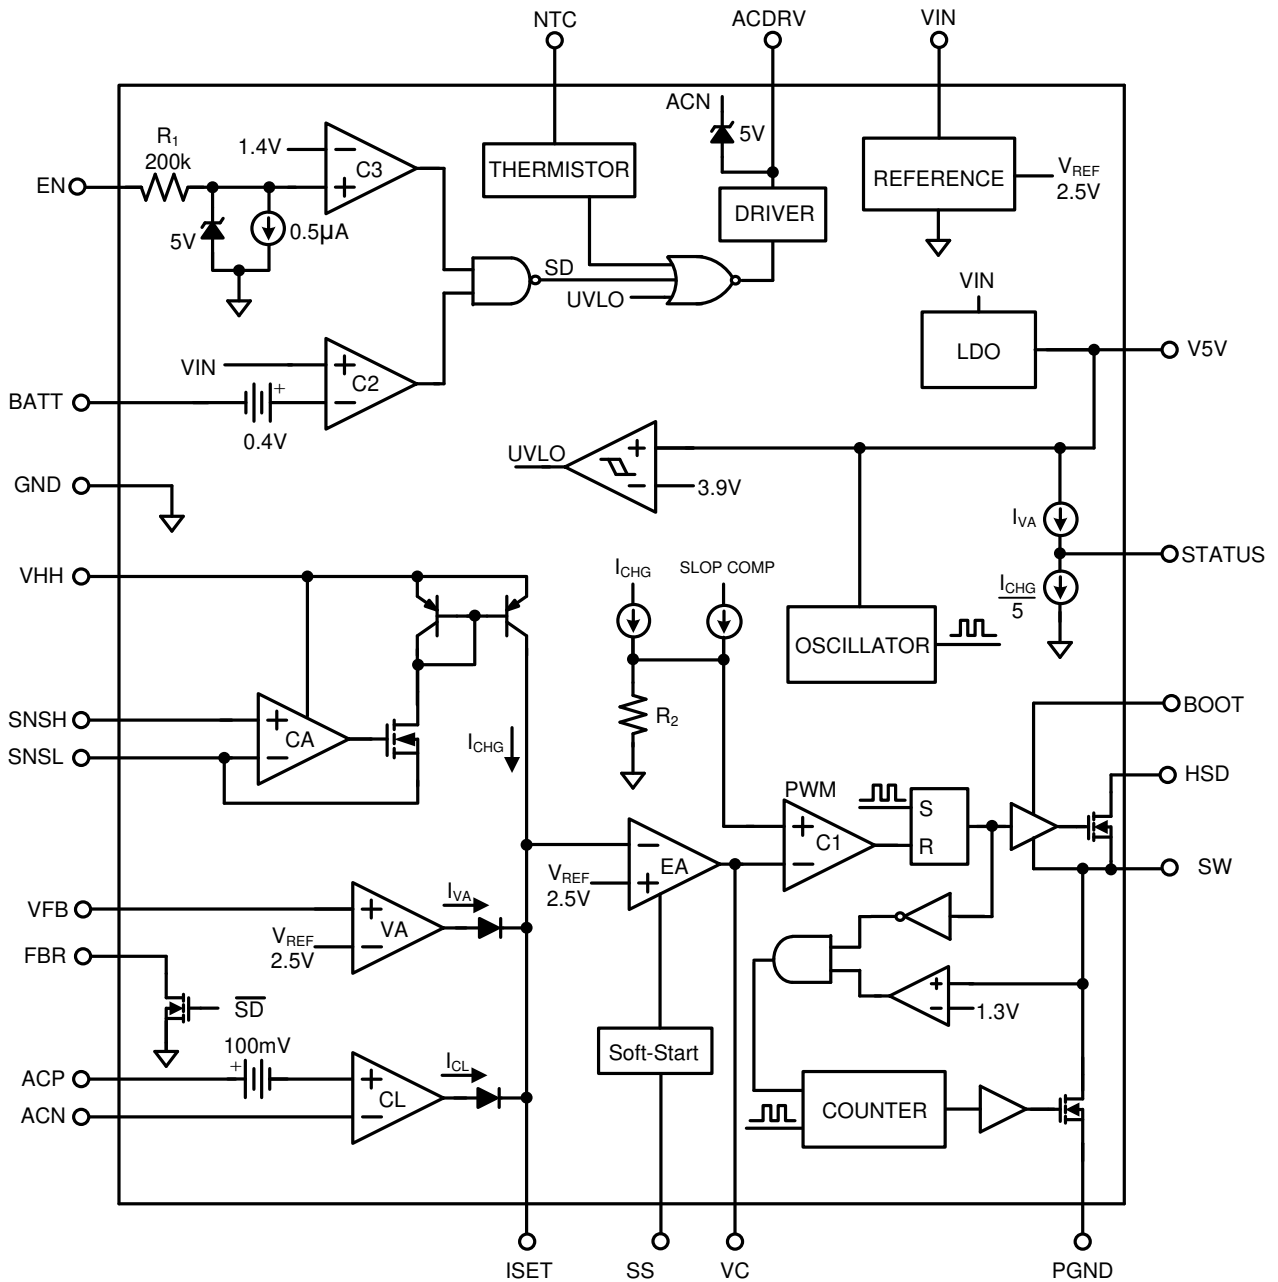 NTC
ACDRV
VIN
ACN
5V
R1
200k
1.4V
C3
EN
5V
0.5µA
THERMISTOR
DRIVER
REFERENCE
VREF
2.5V
SD
UVLO
VIN
LDO
V5V
VIN
C2
BATT
0.4V
UVLO
3.9V
GND
IVA
STATUS
ICHG
5
VHH
ICHG
SLOP COMP
OSCILLATOR
R2
SNSH
SNSL
CA
ICHG
BOOT
HSD
PWM
C1
S
R
SW
EA
VREF
2.5V
VFB
VA
IVA
VREF
2.5V
FBR
SD
1.3V
100mV
ACP
ACN
CL
ICL
Soft-Start
COUNTER
ISET
SS
VC
PGND